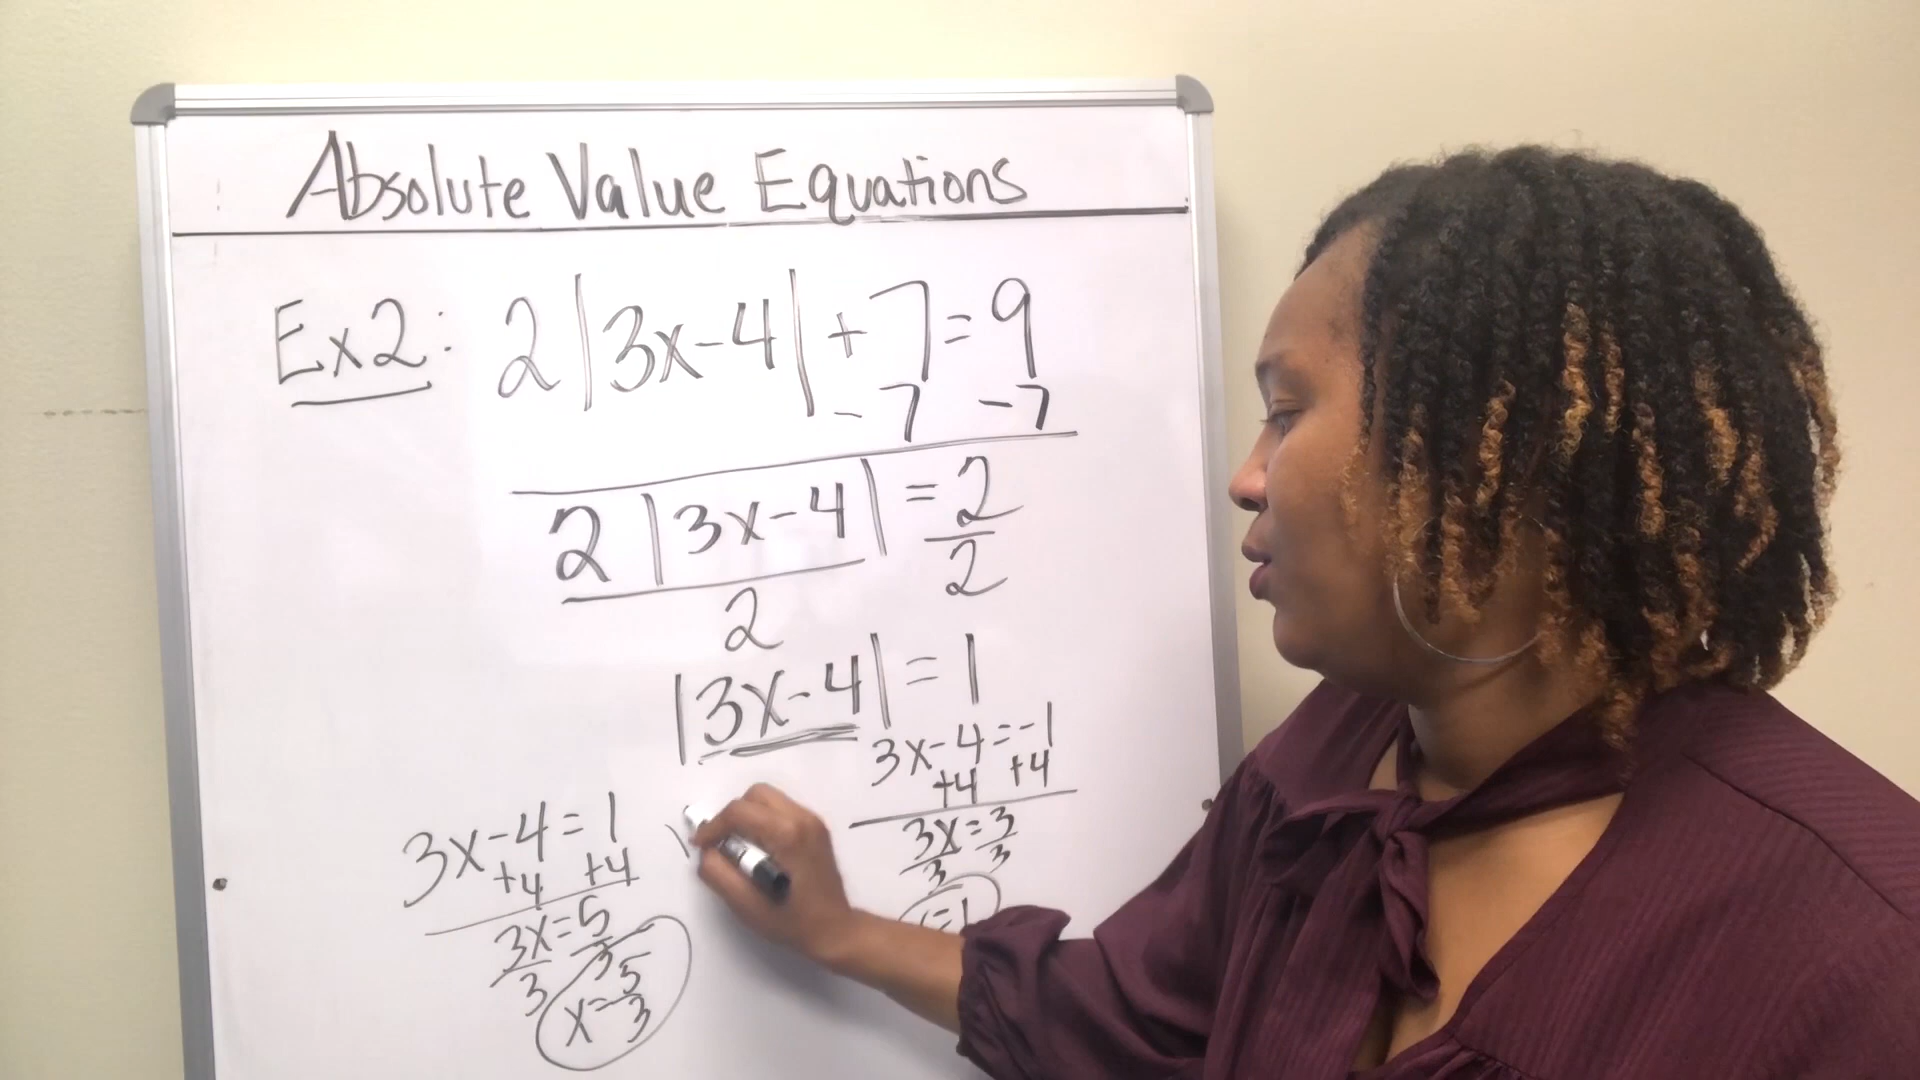 Absolute Value Equations
Ex2: 2|3x-4|+7=9
-7 -7
2|3x-4| = 2
2 2
|3x-4| = 1
3x-4=-1
+4 +4
3x=3
3 3
=1
3x-4=1
+4 +4
3x=5
3 3
x=5
3